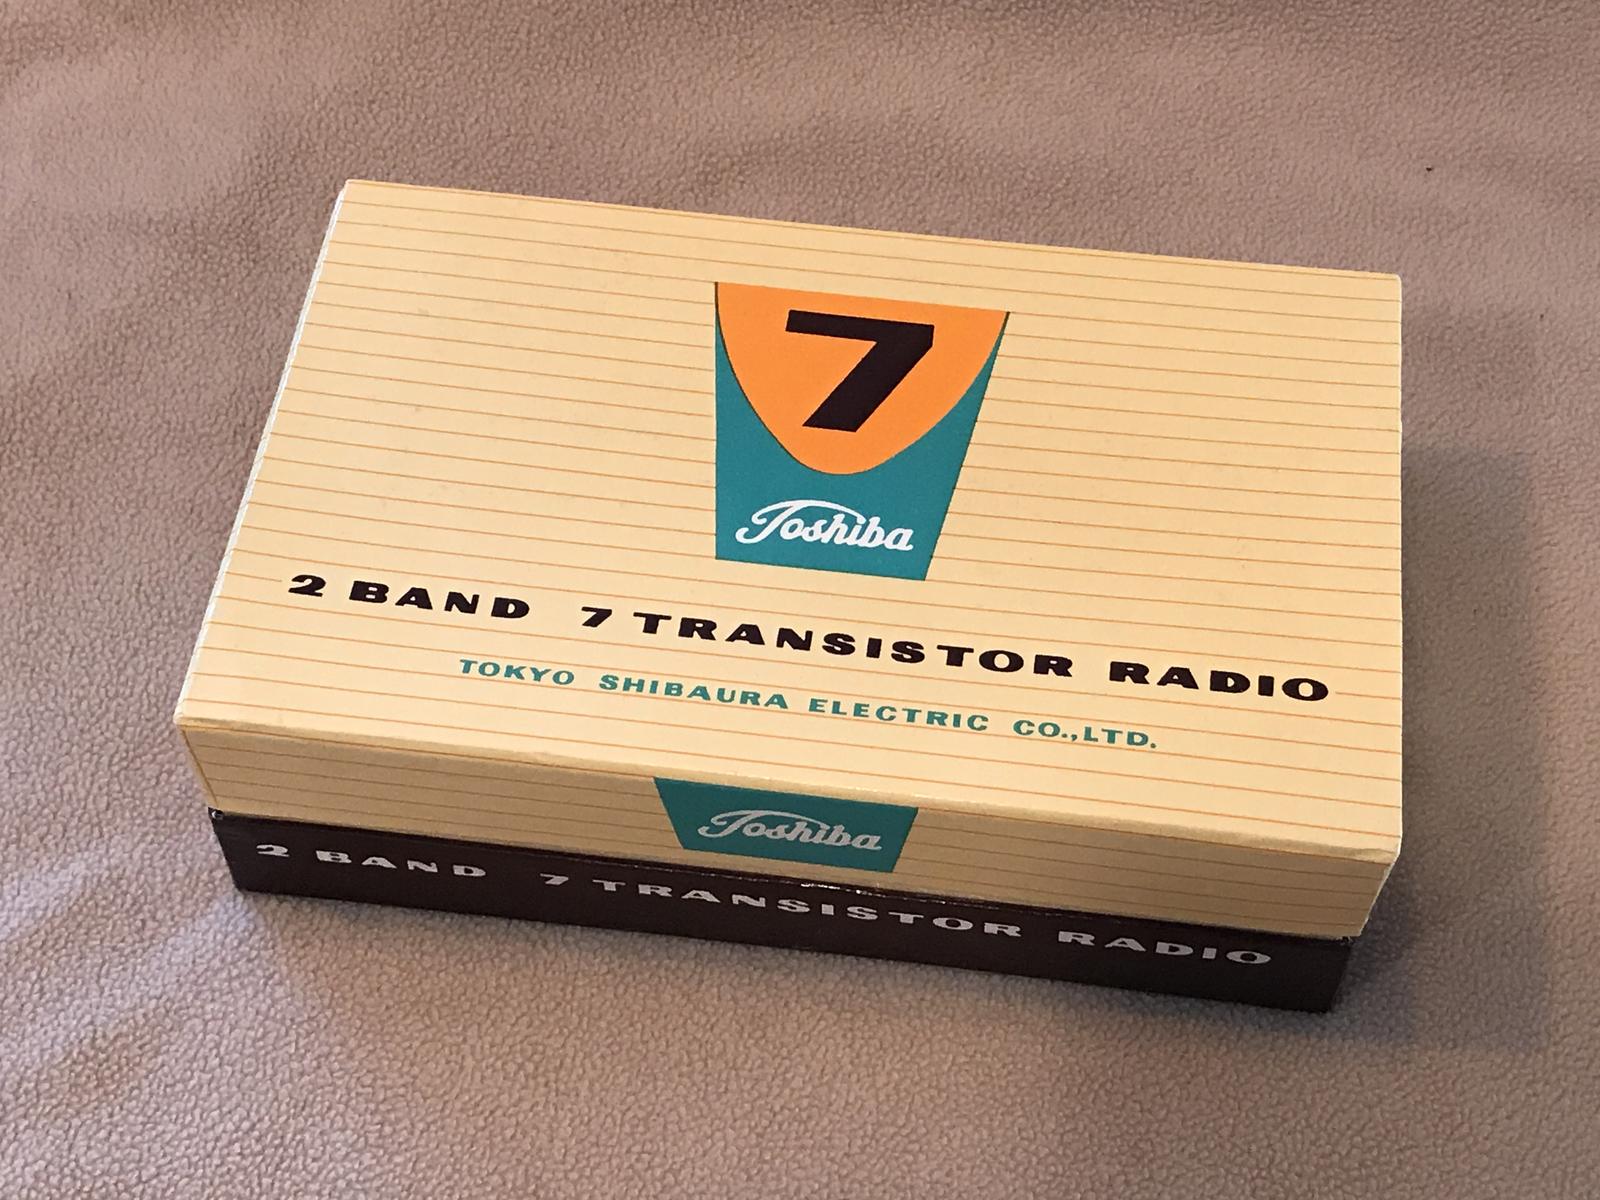 7
Toshiba
2 BAND 7 TRANSISTOR RADIO
TOKYO SHIBAURA ELECTRIC CO.,LTD.
Toshiba
2 BAND 7 TRANSISTOR RADIO